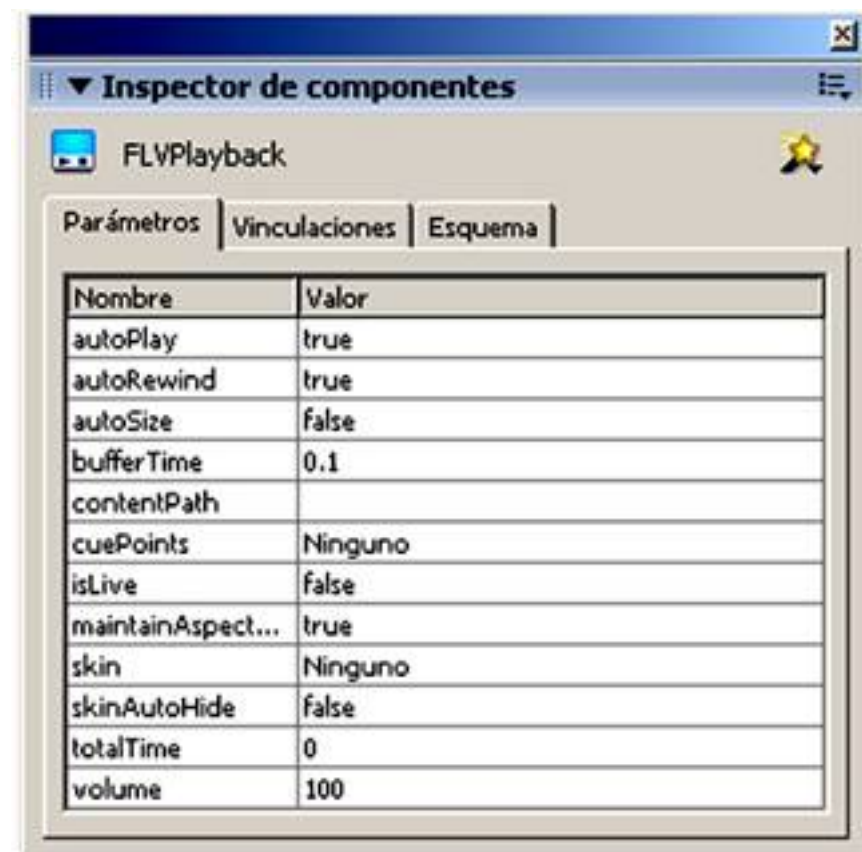 Inspector de componentes
FLVPlayback
Parámetros Vinculaciones Esquema
Nombre Valor
autoPlay true
autoRewind true
autoSize false
bufferTime 0.1
contentPath
cuePoints Ninguno
isLive false
maintainAspect... true
skin Ninguno
skinAutoHide false
totalTime 0
volume 100